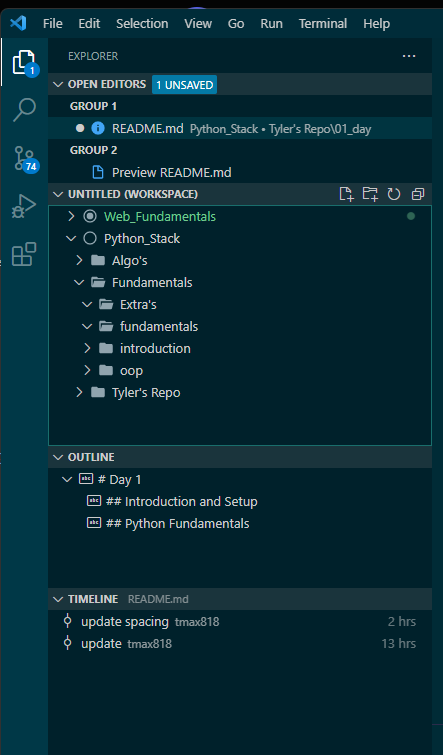 File Edit Selection View Go Run Terminal Help
EXPLORER
1
OPEN EDITORS 1 UNSAVED
GROUP 1
README.md Python_Stack • Tyler's Repo\01_day
GROUP 2
Preview README.md
74
UNTITLED (WORKSPACE)
Web_Fundamentals
Python_Stack
Algo's
Fundamentals
Extra's
fundamentals
introduction
oop
Tyler's Repo
OUTLINE
# Day 1
## Introduction and Setup
## Python Fundamentals
TIMELINE README.md
update spacing tmax818 2 hrs
update tmax818 13 hrs